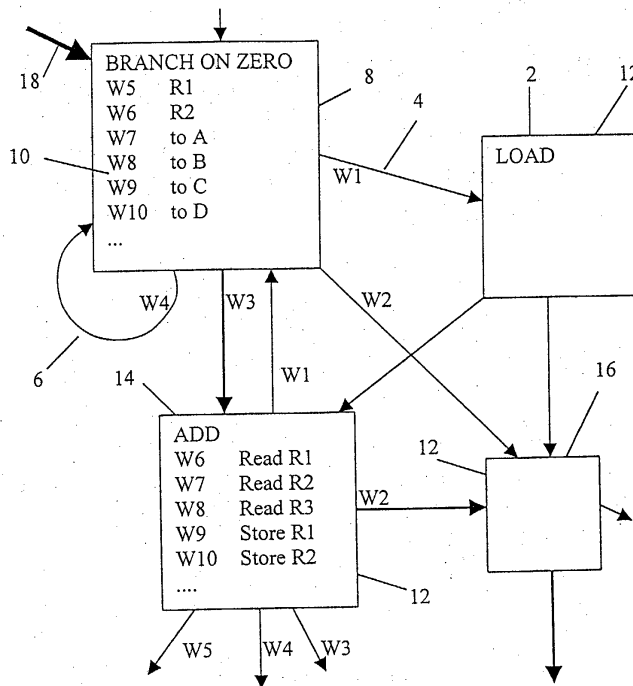 18
BRANCH ON ZERO
W5 R1
W6 R2
W7 to A
W8 to B
W9 to C
W10 to D
...
10
8
4
2
12
W1
LOAD
W4
W3
W2
6
14
W1
16
12
ADD
W6 Read R1
W7 Read R2
W8 Read R3
W9 Store R1
W10 Store R2
....
W2
12
W5
W4
W3